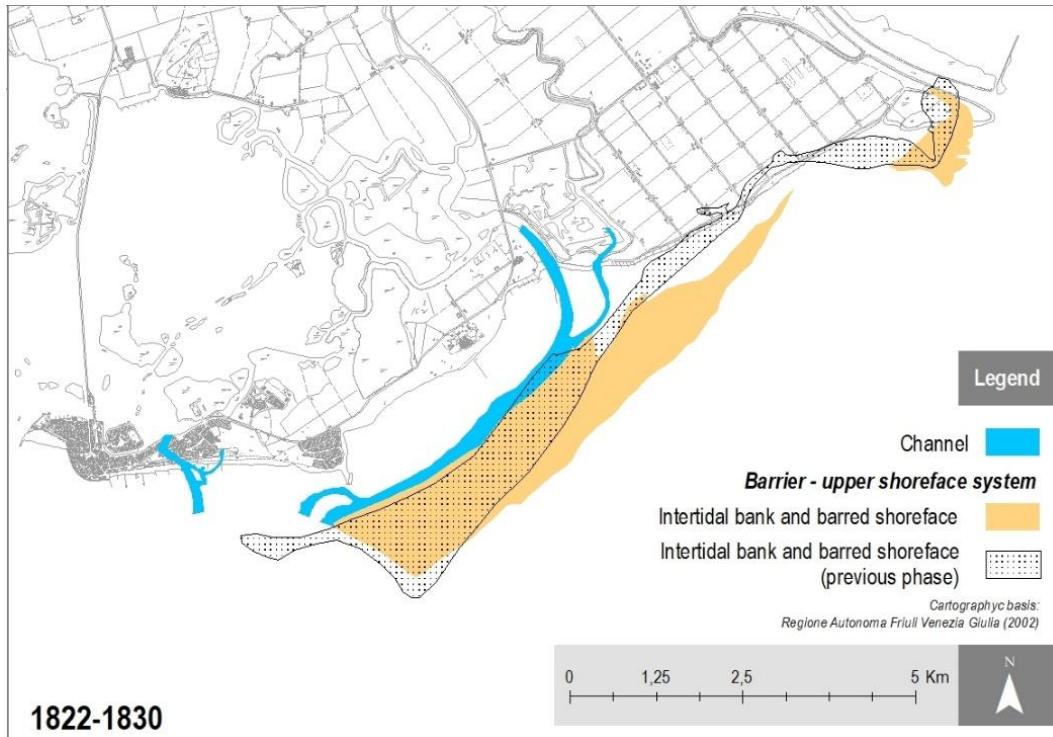 Legend
Channel
Barrier - upper shoreface system
Intertidal bank and barred shoreface
Intertidal bank and barred shoreface
(previous phase)
Cartographyc basis:
Regione Autonoma Friuli Venezia Giulia (2002)
0 1,25 2,5 5 Km
N
1822-1830